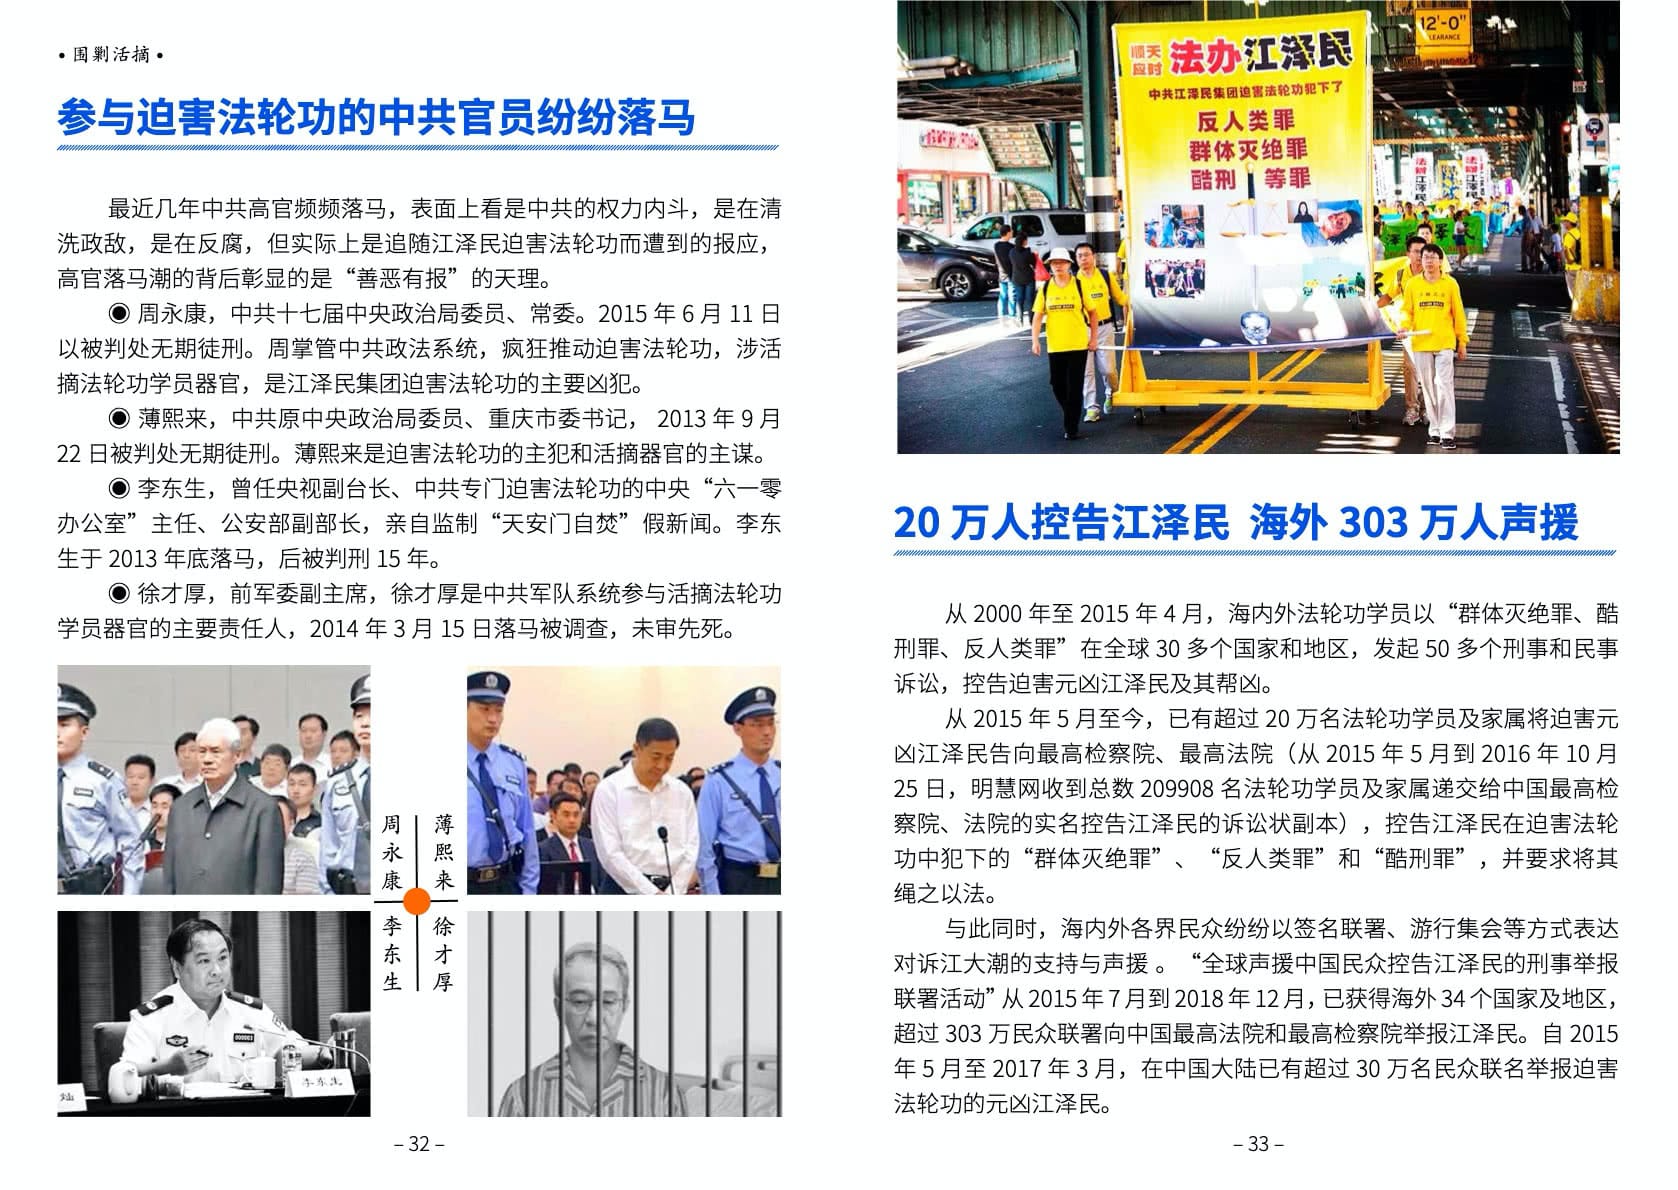 • 围剿活摘 •
参与迫害法轮功的中共官员纷纷落马
最近几年中共高官频频落马，表面上看是中共的权力内斗，是在清
洗政敌，是在反腐，但实际上是追随江泽民迫害法轮功而遭到的报应，
高官落马潮的背后彰显的是“善恶有报”的天理。
◉ 周永康，中共十七届中央政治局委员、常委。2015 年 6 月 11 日
以被判处无期徒刑。周掌管中共政法系统，疯狂推动迫害法轮功，涉活
摘法轮功学员器官，是江泽民集团迫害法轮功的主要凶犯。
◉ 薄熙来，中共原中央政治局委员、重庆市委书记， 2013 年 9 月
22 日被判处无期徒刑。薄熙来是迫害法轮功的主犯和活摘器官的主谋。
◉ 李东生，曾任央视副台长、中共专门迫害法轮功的中央“六一零
办公室”主任、公安部副部长，亲自监制“天安门自焚”假新闻。李东
生于 2013 年底落马，后被判刑 15 年。
◉ 徐才厚，前军委副主席，徐才厚是中共军队系统参与活摘法轮功
学员器官的主要责任人，2014 年 3 月 15 日落马被调查，未审先死。
周永康
薄熙来
李东生
徐才厚
000003
李东生
灿
– 32 –
12'-0"
CLEARANCE
顺天
应时
法办江泽民
中共江泽民集团迫害法轮功犯下了
反人类罪
群体灭绝罪
酷刑 等罪
法办江泽民
20 万人控告江泽民 海外 303 万人声援
从 2000 年至 2015 年 4 月，海内外法轮功学员以“群体灭绝罪、酷
刑罪、反人类罪”在全球 30 多个国家和地区，发起 50 多个刑事和民事
诉讼，控告迫害元凶江泽民及其帮凶。
从 2015 年 5 月至今，已有超过 20 万名法轮功学员及家属将迫害元
凶江泽民告向最高检察院、最高法院（从 2015 年 5 月到 2016 年 10 月
25 日，明慧网收到总数 209908 名法轮功学员及家属递交给中国最高检
察院、法院的实名控告江泽民的诉讼状副本），控告江泽民在迫害法轮
功中犯下的“群体灭绝罪”、“反人类罪”和“酷刑罪”，并要求将其
绳之以法。
与此同时，海内外各界民众纷纷以签名联署、游行集会等方式表达
对诉江大潮的支持与声援 。“全球声援中国民众控告江泽民的刑事举报
联署活动”从 2015 年 7 月到 2018 年 12 月，已获得海外 34 个国家及地区，
超过 303 万民众联署向中国最高法院和最高检察院举报江泽民。自 2015
年 5 月至 2017 年 3 月，在中国大陆已有超过 30 万名民众联名举报迫害
法轮功的元凶江泽民。
– 33 –